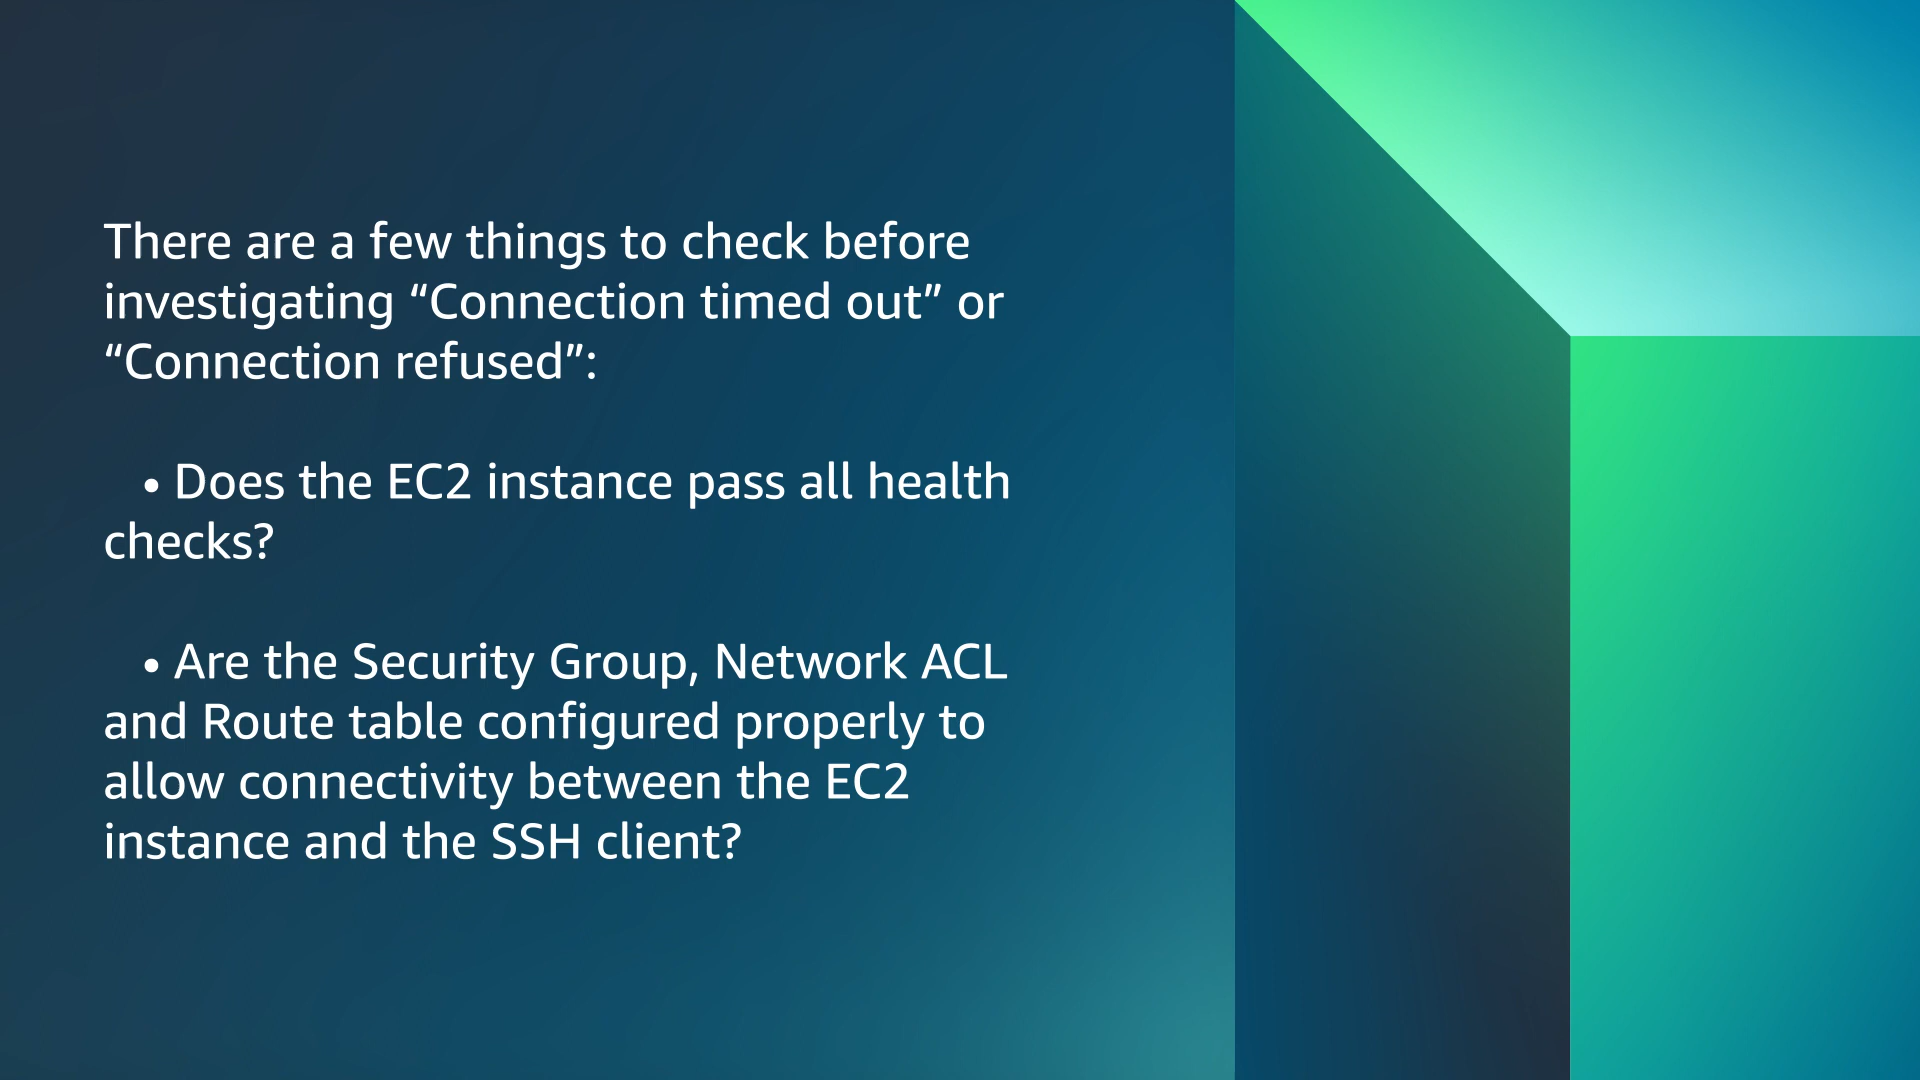 There are a few things to check before
investigating “Connection timed out” or
“Connection refused”:
• Does the EC2 instance pass all health
checks?
• Are the Security Group, Network ACL
and Route table configured properly to
allow connectivity between the EC2
instance and the SSH client?